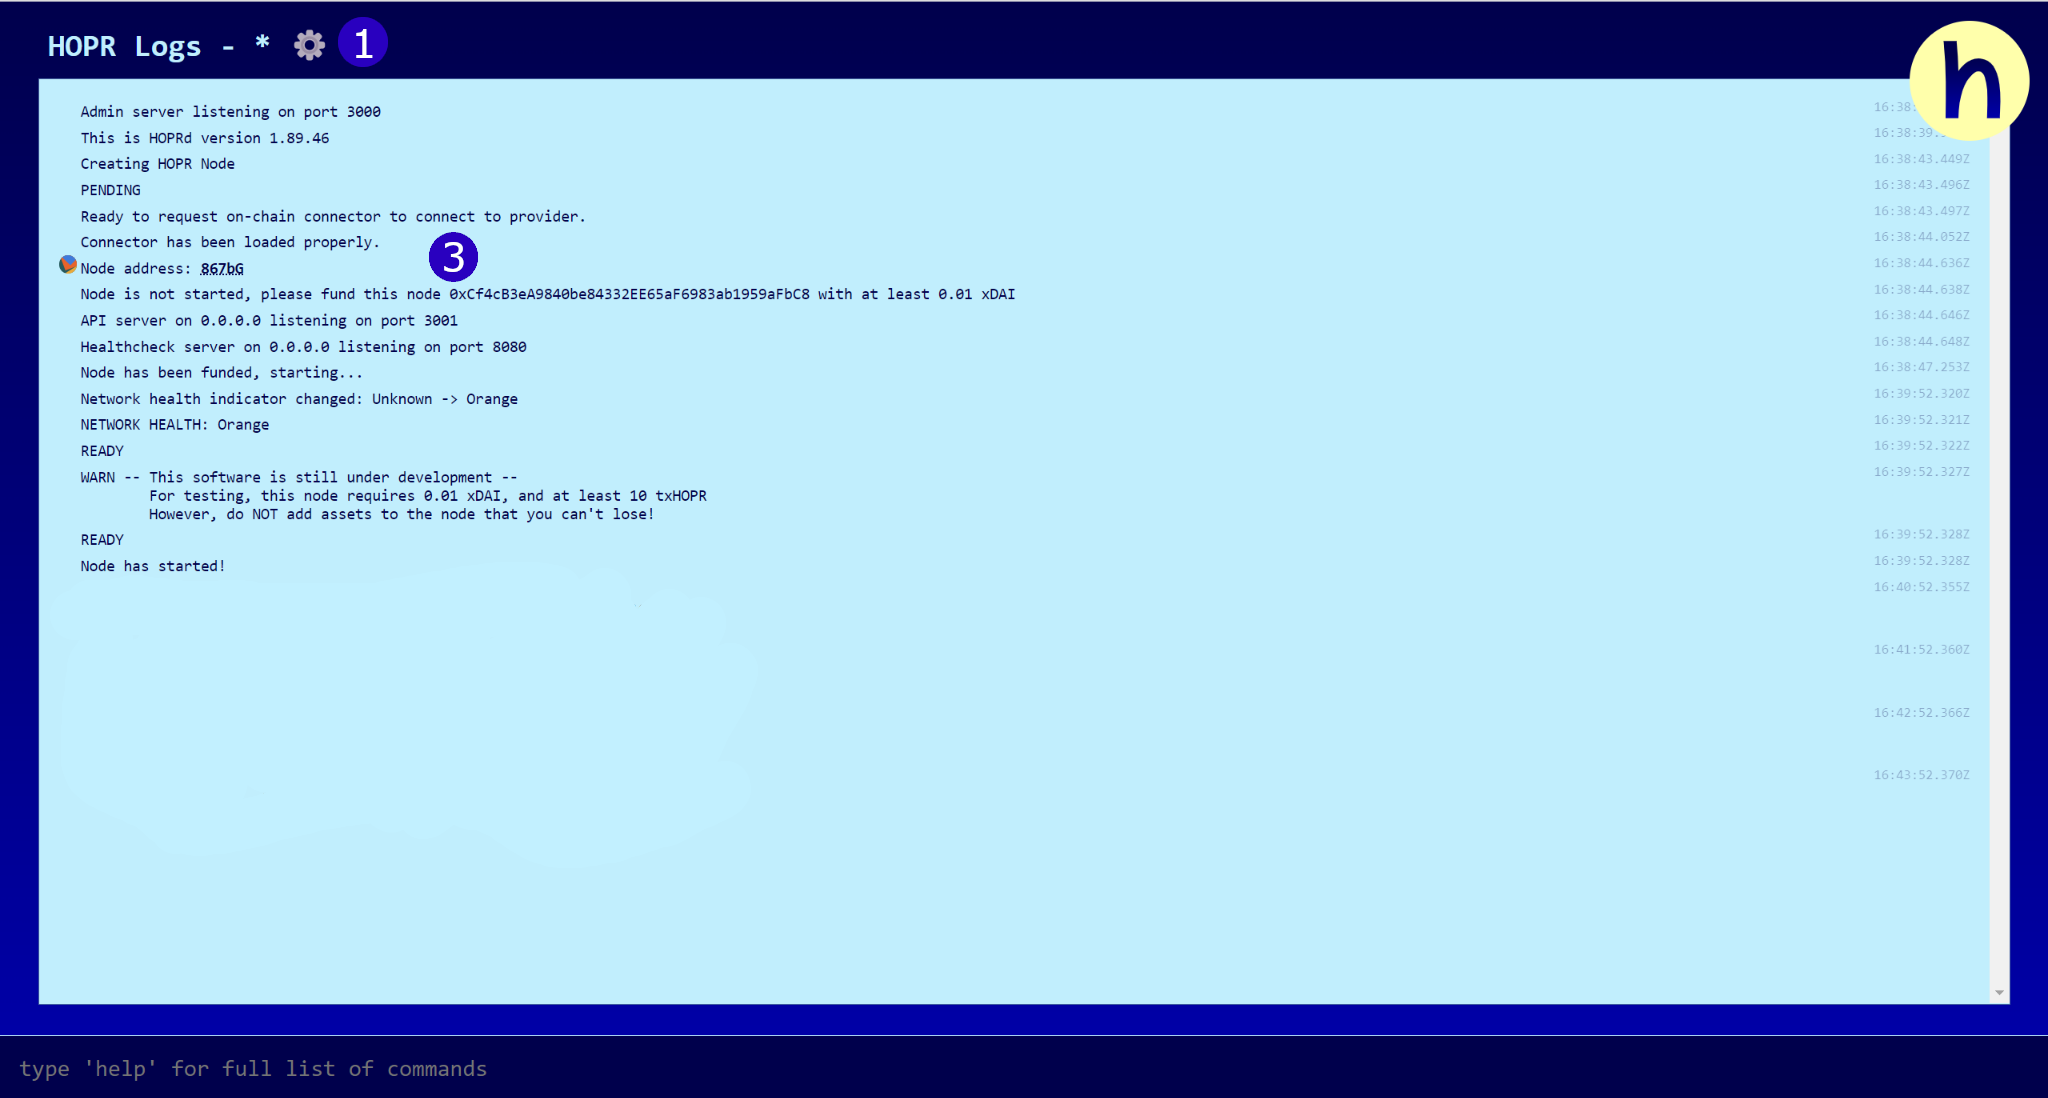 HOPR Logs - * 1
h
Admin server listening on port 3000 16:38:
This is HOPRd version 1.89.46 16:38:39.
Creating HOPR Node 16:38:43.449Z
PENDING 16:38:43.496Z
Ready to request on-chain connector to connect to provider. 16:38:43.497Z
Connector has been loaded properly. 16:38:44.052Z
3
Node address: 867bG 16:38:44.636Z
Node is not started, please fund this node 0xCf4cB3eA9840be84332EE65aF6983ab1959aFbC8 with at least 0.01 xDAI 16:38:44.638Z
API server on 0.0.0.0 listening on port 3001 16:38:44.646Z
Healthcheck server on 0.0.0.0 listening on port 8080 16:38:44.648Z
Node has been funded, starting... 16:38:47.253Z
Network health indicator changed: Unknown -> Orange 16:39:52.320Z
NETWORK HEALTH: Orange 16:39:52.321Z
READY 16:39:52.322Z
WARN -- This software is still under development -- 16:39:52.327Z
For testing, this node requires 0.01 xDAI, and at least 10 txHOPR
However, do NOT add assets to the node that you can't lose!
READY 16:39:52.328Z
Node has started! 16:39:52.328Z
16:40:52.355Z
16:41:52.360Z
16:42:52.366Z
16:43:52.370Z
type 'help' for full list of commands